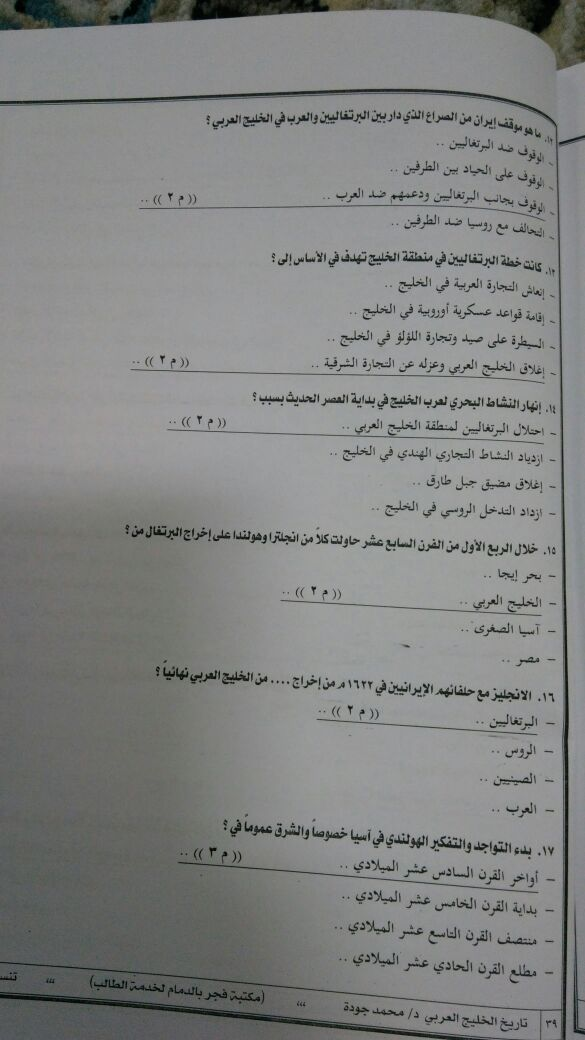 ١٢. ما هو موقف إيران من الصراع الذي دار بين البرتغاليين والعرب في الخليج العربي ؟
- الوقوف ضد البرتغاليين ..
- الوقوف على الحياد بين الطرفين ..
- الوقوف بجانب البرتغاليين ودعمهم ضد العرب .. (( م ٢ )) ..
- التحالف مع روسيا ضد الطرفين ..
١٣. كانت خطة البرتغاليين في منطقة الخليج تهدف في الأساس إلى ؟
- إنعاش التجارة العربية في الخليج ..
- إقامة قواعد عسكرية أوروبية في الخليج ..
- السيطرة على صيد وتجارة اللؤلؤ في الخليج ..
- إغلاق الخليج العربي وعزله عن التجارة الشرقية .. (( م ٢ )) ..
١٤. إنهار النشاط البحري لعرب الخليج في بداية العصر الحديث بسبب ؟
- احتلال البرتغاليين لمنطقة الخليج العربي .. (( م ٢ )) ..
- ازدياد النشاط التجاري الهندي في الخليج ..
- إغلاق مضيق جبل طارق ..
- ازداد التدخل الروسي في الخليج ..
١٥. خلال الربع الأول من القرن السابع عشر حاولت كلاً من انجلترا وهولندا على إخراج البرتغال من ؟
- بحر إيجا ..
- الخليج العربي .. (( م ٢ )) ..
- آسيا الصغرى ..
- مصر ..
١٦. الانجليز مع حلفائهم الإيرانيين في ١٦٢٢ م من إخراج .... من الخليج العربي نهائياً ؟
- البرتغاليين .. (( م ٢ )) ..
- الروس ..
- الصينيين ..
- العرب ..
١٧. بدء التواجد والتفكير الهولندي في آسيا خصوصاً والشرق عموماً في ؟
- أواخر القرن السادس عشر الميلادي .. (( م ٣ )) ..
- بداية القرن الخامس عشر الميلادي ..
- منتصف القرن التاسع عشر الميلادي ..
- مطلع القرن الحادي عشر الميلادي ..
٣٩ تاريخ الخليج العربي د/ محمد جودة ،،، (مكتبة فجر بالدمام لخدمة الطالب) ،،،